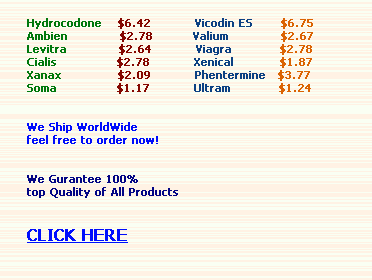 Hydrocodone $6.42 Vicodin ES $6.75
Ambien $2.78 Valium $2.67
Levitra $2.64 Viagra $2.78
Cialis $2.78 Xenical $1.87
Xanax $2.09 Phentermine $3.77
Soma $1.17 Ultram $1.24
We Ship WorldWide
feel free to order now!
We Gurantee 100%
top Quality of All Products
CLICK HERE